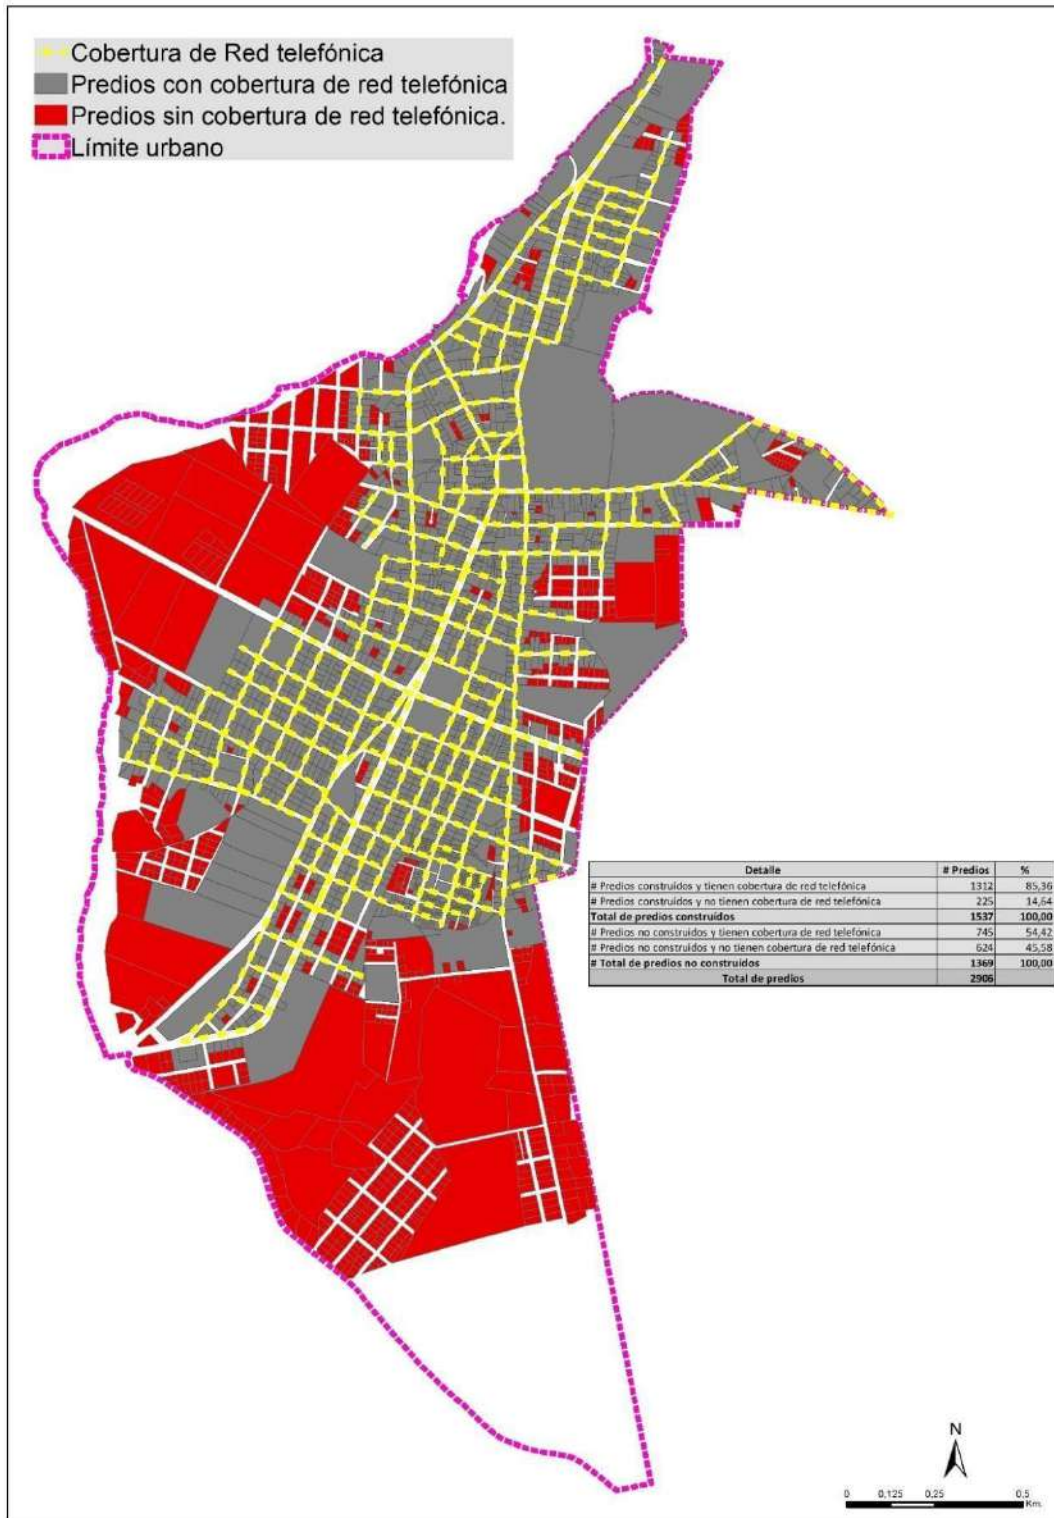 Cobertura de Red telefónica
Predios con cobertura de red telefónica
Predios sin cobertura de red telefónica.
Límite urbano
Detalle # Predios %
# Predios construidos y tienen cobertura de red telefónica 1312 85,36
# Predios construidos y no tienen cobertura de red telefónica 225 14,64
Total de predios construídos 1537 100,00
# Predios no construidos y tienen cobertura de red telefónica 745 54,42
# Predios no construidos y no tienen cobertura de red telefónica 624 45,58
# Total de predios no construidos 1369 100,00
Total de predios 2906
N
0 0,125 0,25 0,5
Km.